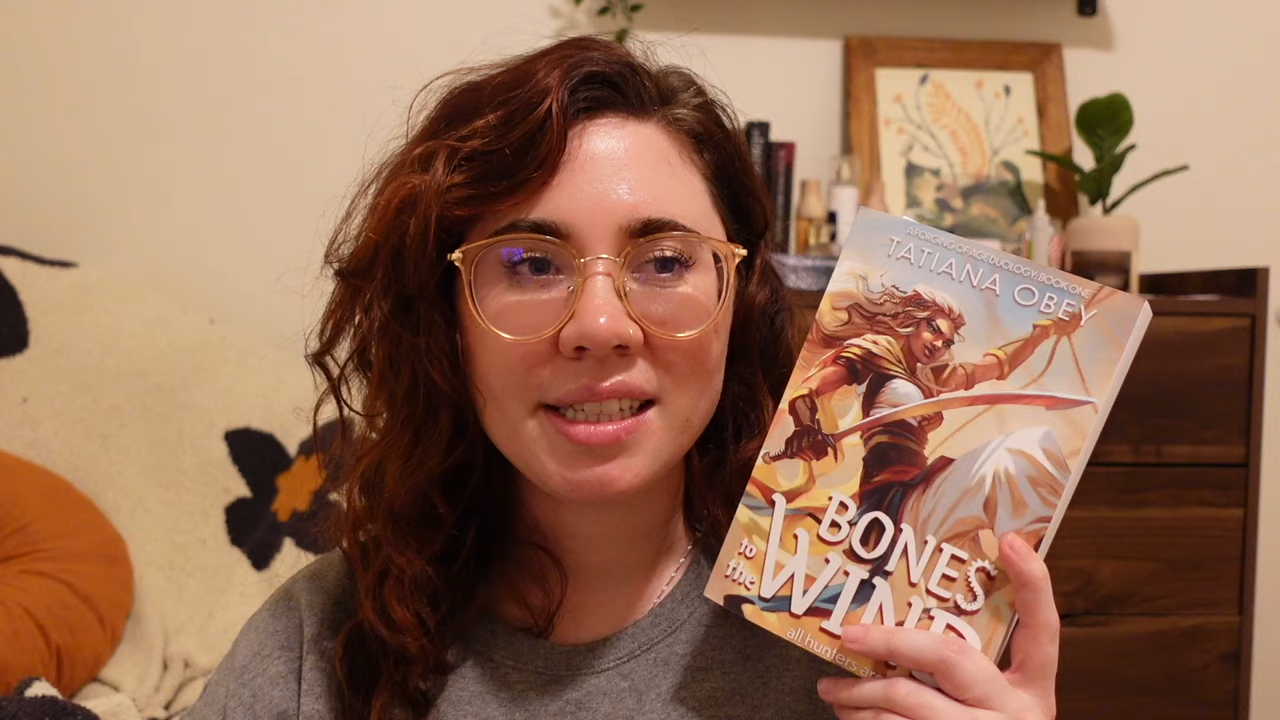 A FORGING OF AGE DUOLOGY: BOOK ONE
TATIANA OBEY
BONES
to
the
WIND
all hunters